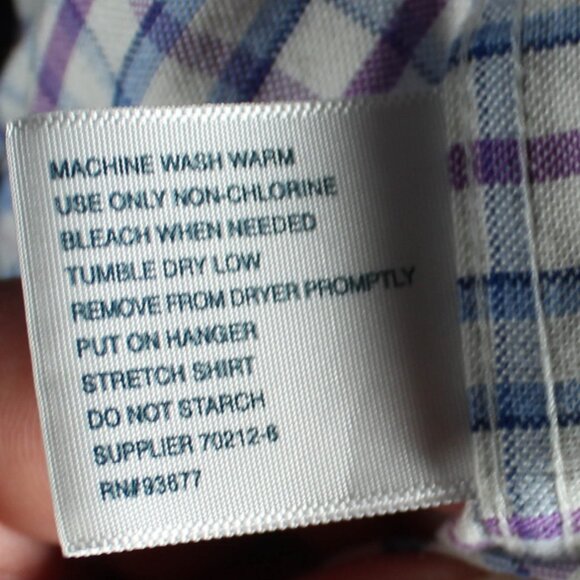 MACHINE WASH WARM
USE ONLY NON-CHLORINE
BLEACH WHEN NEEDED
TUMBLE DRY LOW
REMOVE FROM DRYER PROMPTLY
PUT ON HANGER
STRETCH SHIRT
DO NOT STARCH
SUPPLIER 70212-6
RN#93677